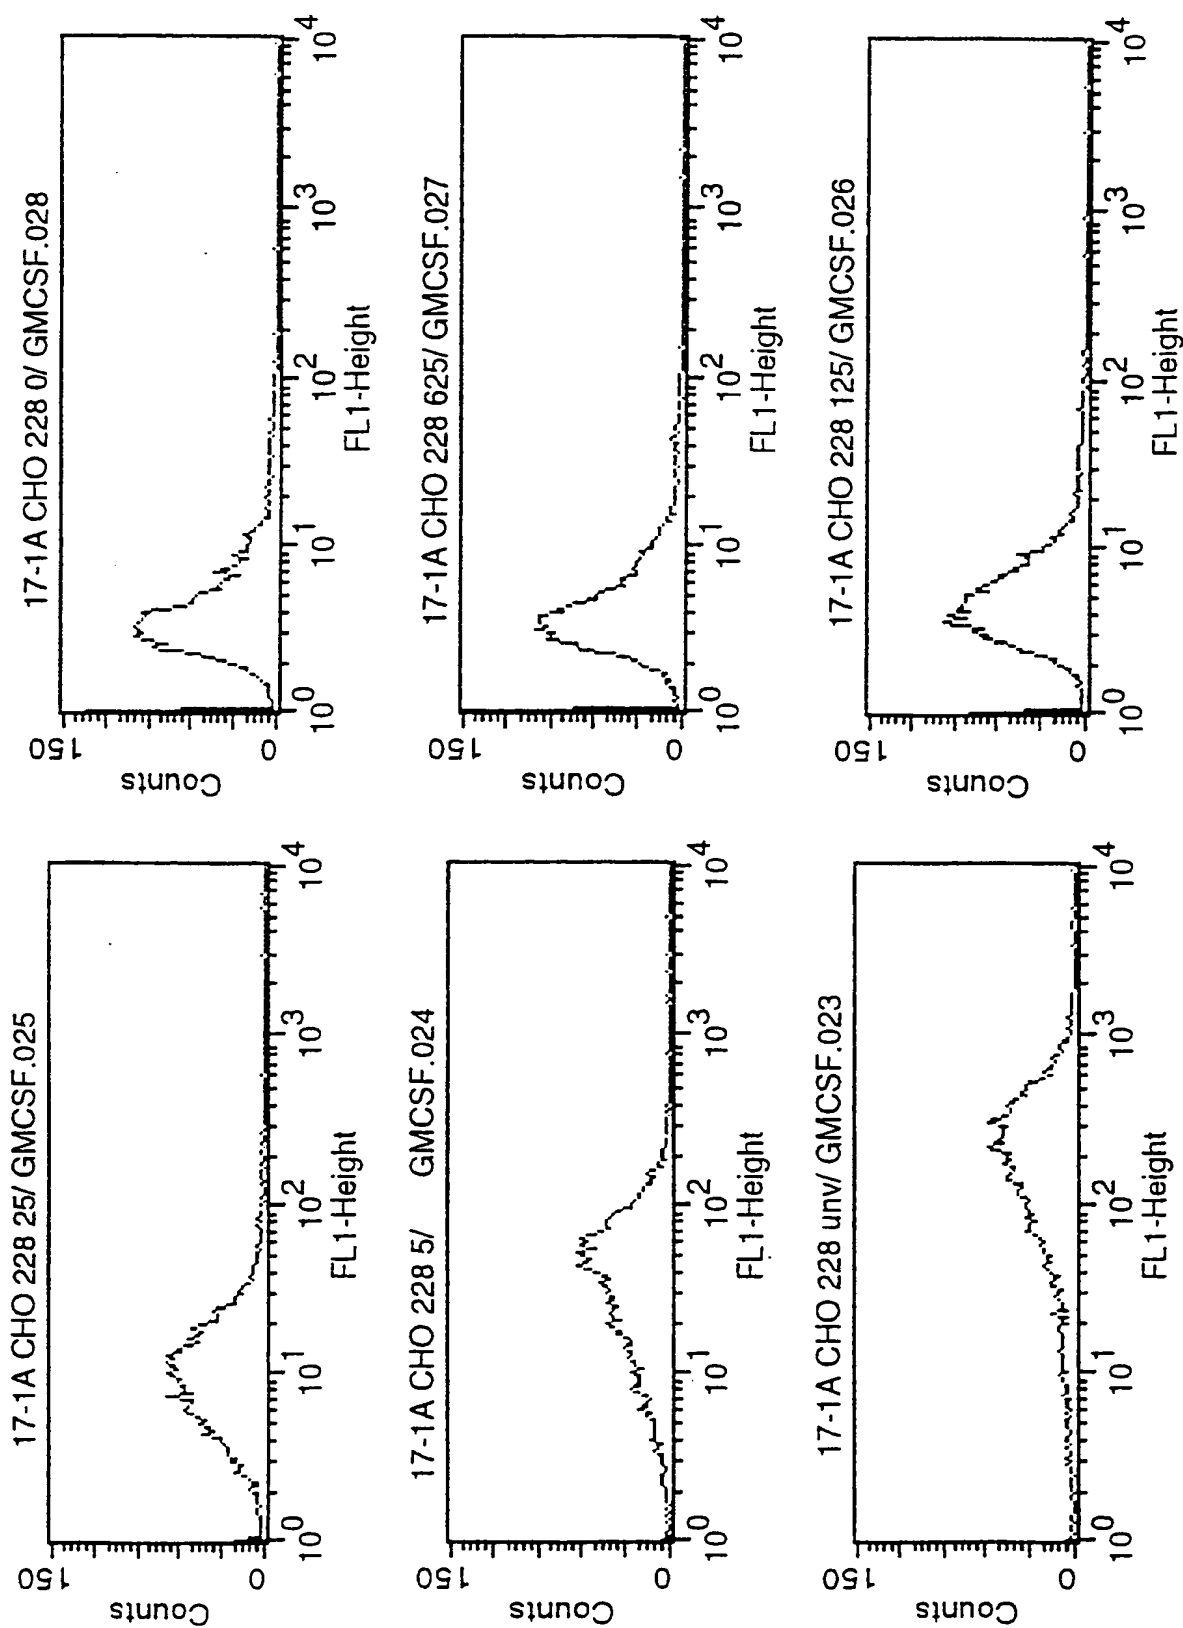 17-1A CHO 228 25/ GMCSF.025
150
Counts
0
10⁰ 10¹ 10² 10³ 10⁴
FL1-Height
17-1A CHO 228 0/ GMCSF.028
150
Counts
0
10⁰ 10¹ 10² 10³ 10⁴
FL1-Height
17-1A CHO 228 5/ GMCSF.024
150
Counts
0
10⁰ 10¹ 10² 10³ 10⁴
FL1-Height
17-1A CHO 228 625/ GMCSF.027
150
Counts
0
10⁰ 10¹ 10² 10³ 10⁴
FL1-Height
17-1A CHO 228 unv/ GMCSF.023
150
Counts
0
10⁰ 10¹ 10² 10³ 10⁴
FL1-Height
17-1A CHO 228 125/ GMCSF.026
150
Counts
0
10⁰ 10¹ 10² 10³ 10⁴
FL1-Height